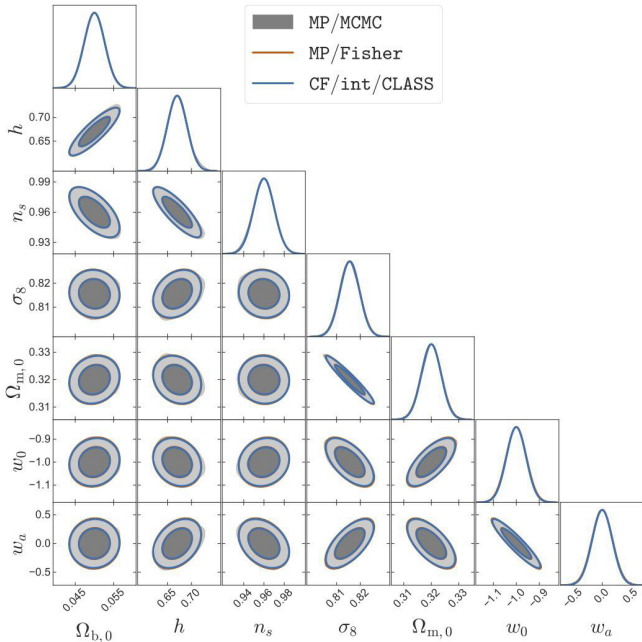 MP/MCMC
MP/Fisher
CF/int/CLASS
h
0.70
0.65
n_s
0.99
0.96
0.93
σ_8
0.82
0.81
Ω_{m,0}
0.33
0.32
0.31
w_0
−0.9
−1.0
−1.1
w_a
0.5
0.0
−0.5
0.045 0.055 0.65 0.70 0.94 0.96 0.98 0.81 0.82 0.31 0.32 0.33 −1.1 −1.0 −0.9 −0.5 0.0 0.5
Ω_{b,0} h n_s σ_8 Ω_{m,0} w_0 w_a